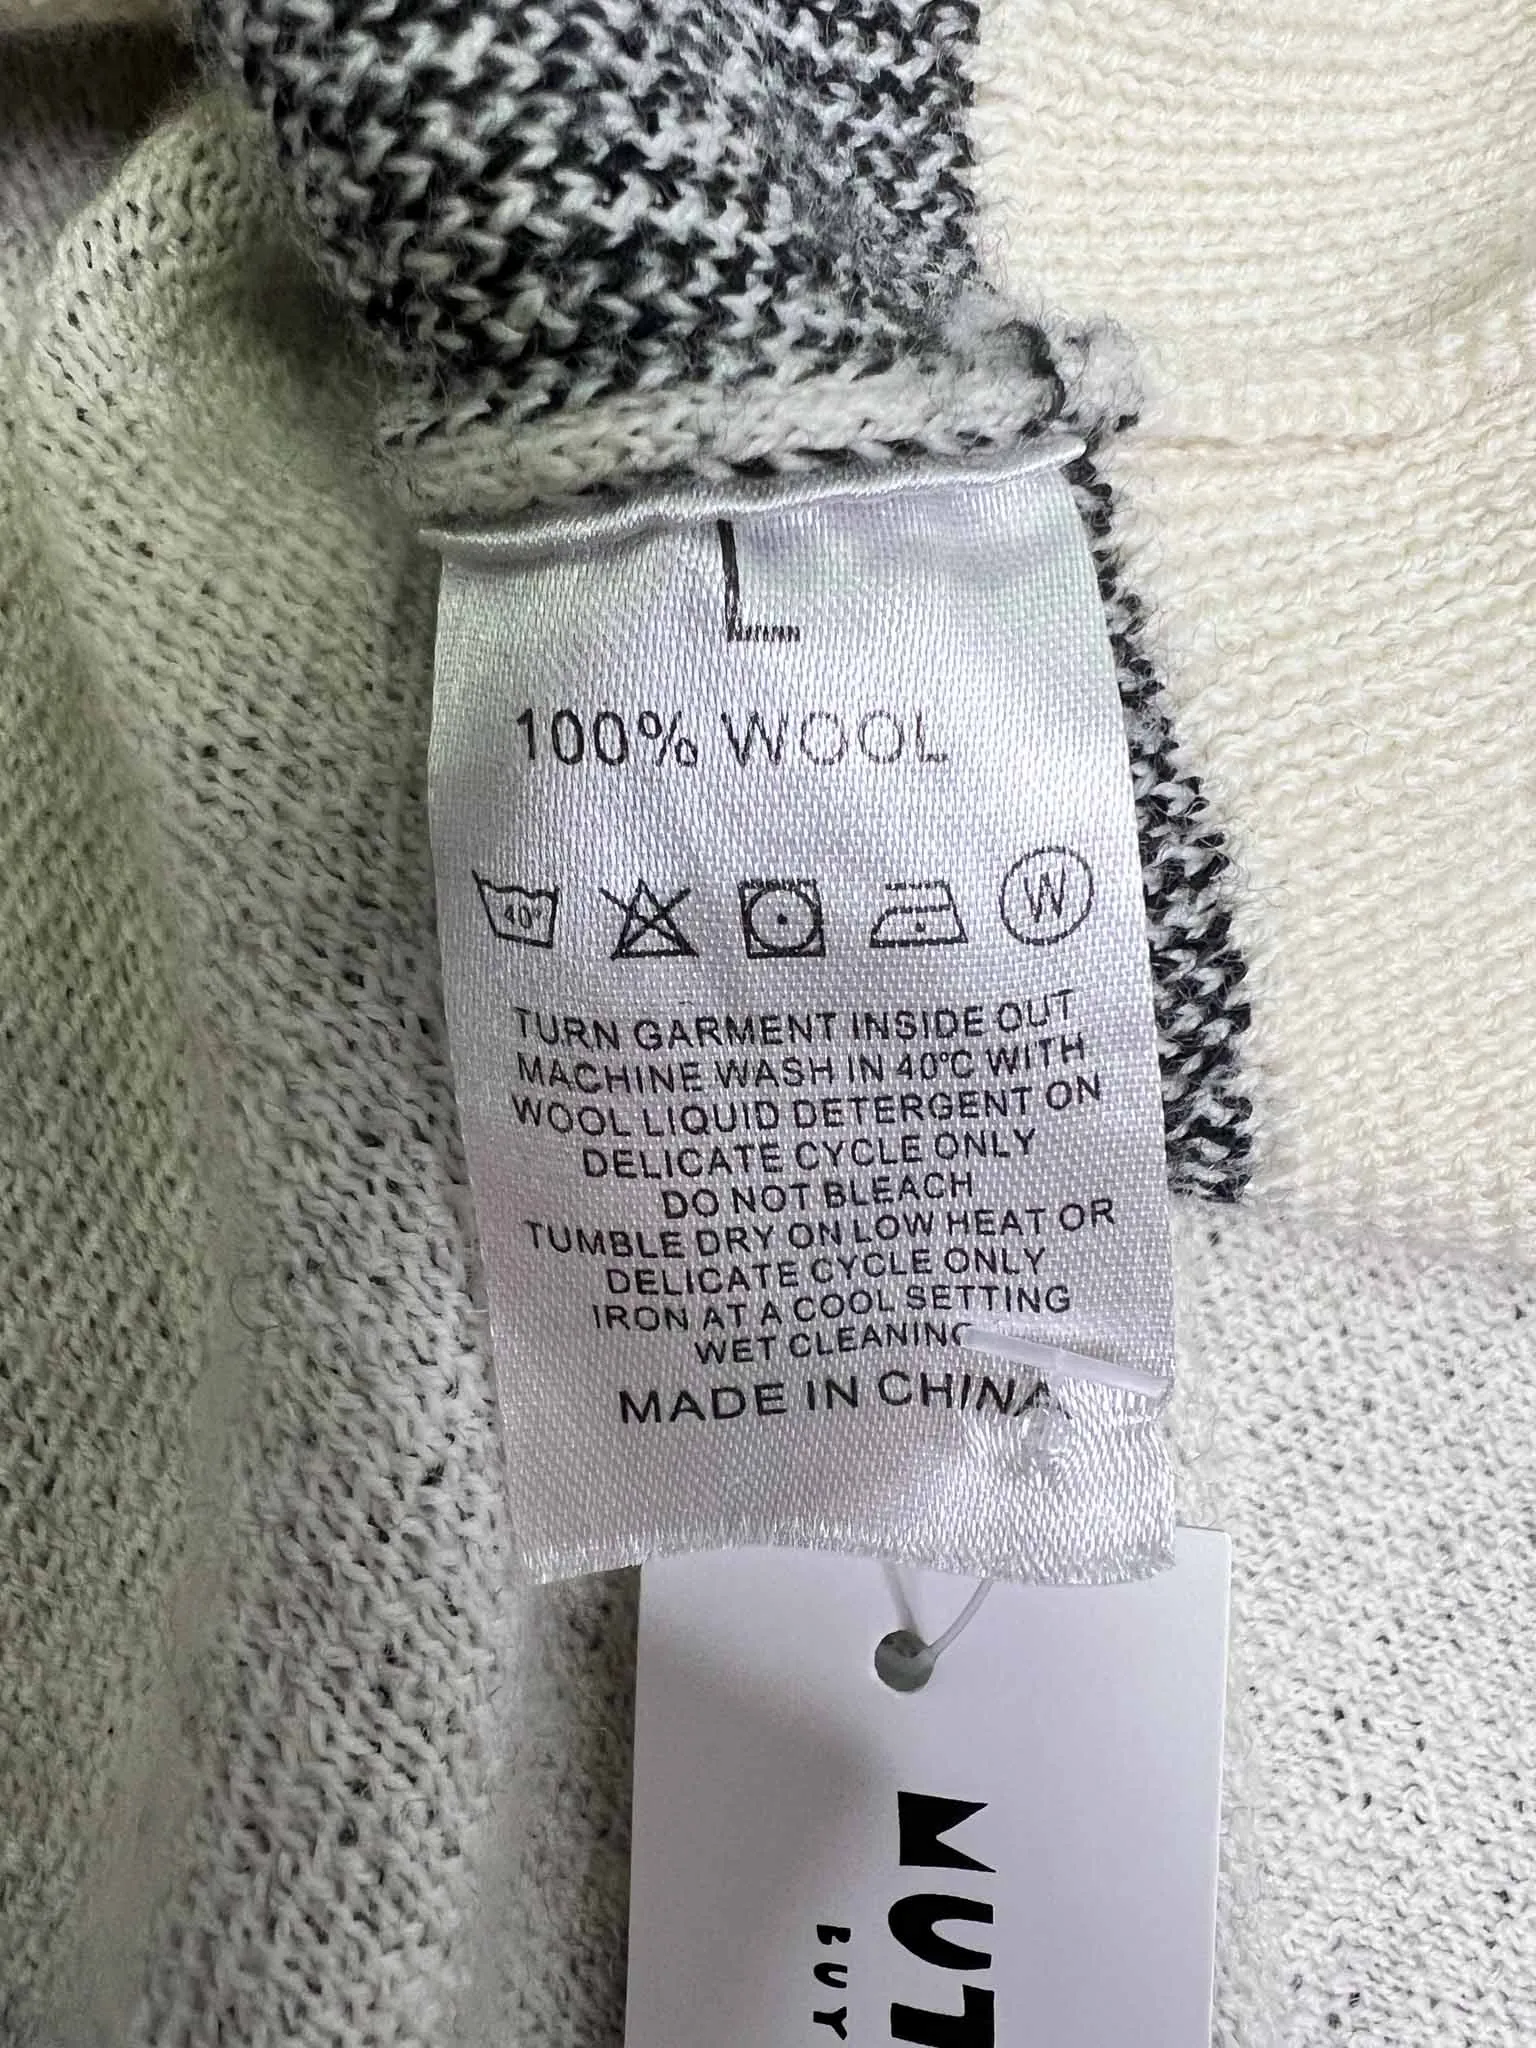 L
100% WOOL
40° W
TURN GARMENT INSIDE OUT
MACHINE WASH IN 40°C WITH
WOOL LIQUID DETERGENT ON
DELICATE CYCLE ONLY
DO NOT BLEACH
TUMBLE DRY ON LOW HEAT OR
DELICATE CYCLE ONLY
IRON AT A COOL SETTING
WET CLEANING
MADE IN CHINA
BUY